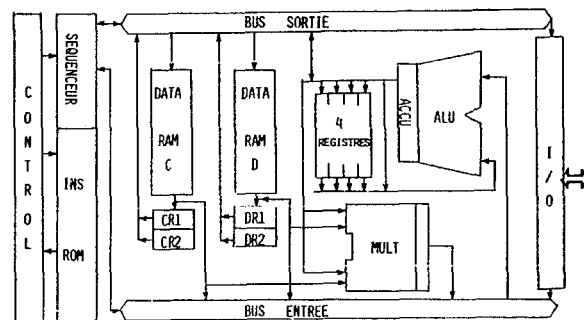 BUS SORTIE
CONTROL
SEQUENCEUR
INS
ROM
DATA
RAM
C
CR1
CR2
DATA
RAM
D
DR1
DR2
4
REGISTRES
ACCU
ALU
MULT
I/O
BUS ENTREE